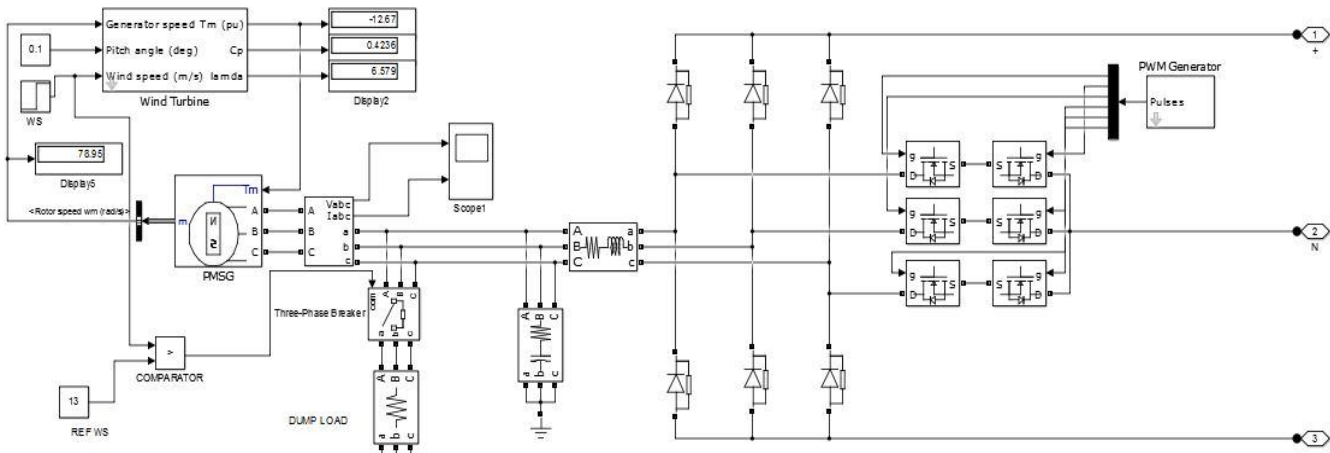 Generator speed Tm (pu)
Pitch angle (deg) Cp
Wind speed (m/s) lamda
Wind Turbine
0.1
WS
-12.67
0.4236
6.579
Display2
78.95
Display5
<Rotor speed wm (rad/s)>
m
Tm
A
B
C
N
S
PMSG
A
B
C
Vabc
Iabc
a
b
c
Scope1
com
A
B
C
a
b
c
Three-Phase Breaker
>
COMPARATOR
13
REF WS
A
B
C
DUMP LOAD
A
B
C
a
b
c
A
B
C
a
b
c
PWM Generator
Pulses
g
D
S
S
g
D
g
D
S
S
g
D
g
D
S
S
g
D
1
+
2
N
3